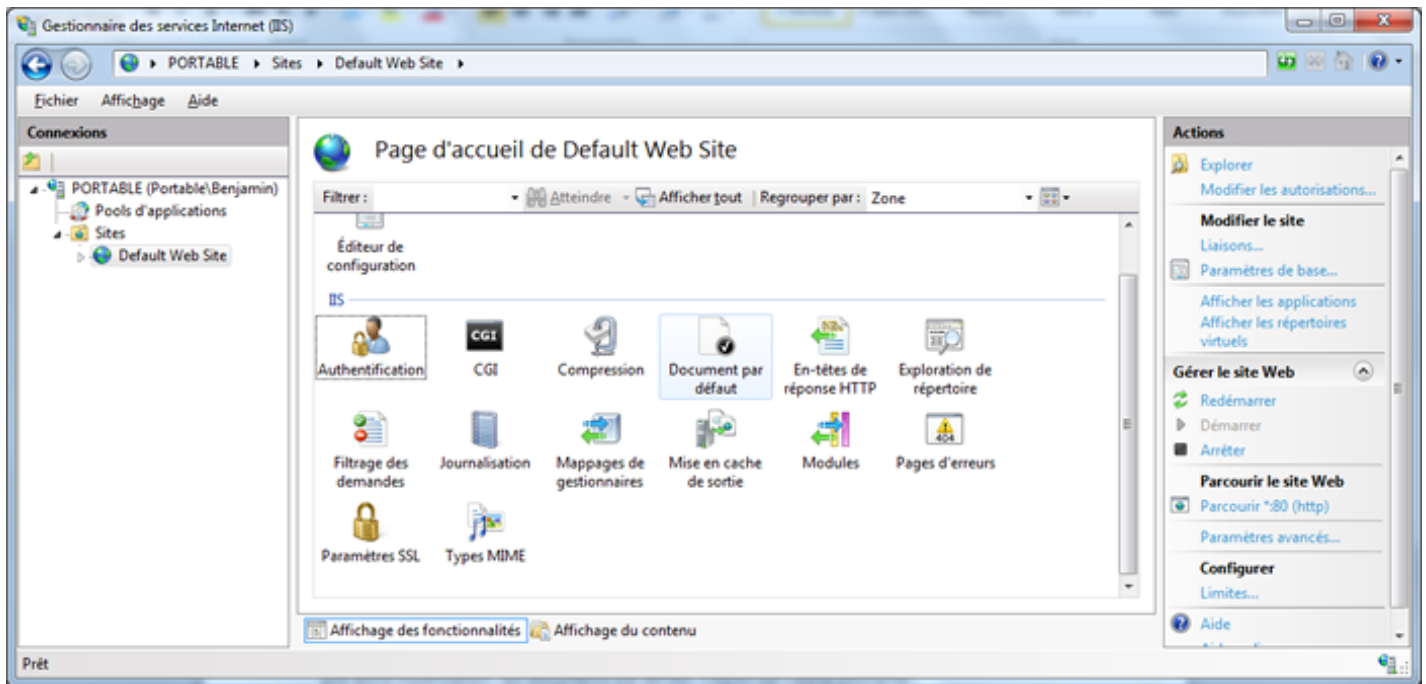 Gestionnaire des services Internet (IIS)
PORTABLE Sites Default Web Site
Fichier Affichage Aide
Connexions
PORTABLE (Portable\Benjamin)
Pools d'applications
Sites
Default Web Site
Page d'accueil de Default Web Site
Filtrer : Atteindre Afficher tout Regrouper par : Zone
Éditeur de
configuration
IIS
CGI
404
Authentification CGI Compression Document par En-têtes de Exploration de
défaut réponse HTTP répertoire
Filtrage des Journalisation Mappages de Mise en cache Modules Pages d'erreurs
demandes gestionnaires de sortie
Paramètres SSL Types MIME
Affichage des fonctionnalités Affichage du contenu
Actions
Explorer
Modifier les autorisations...
Modifier le site
Liaisons...
Paramètres de base...
Afficher les applications
Afficher les répertoires
virtuels
Gérer le site Web
Redémarrer
Démarrer
Arrêter
Parcourir le site Web
Parcourir *:80 (http)
Paramètres avancés...
Configurer
Limites...
Aide
Prêt